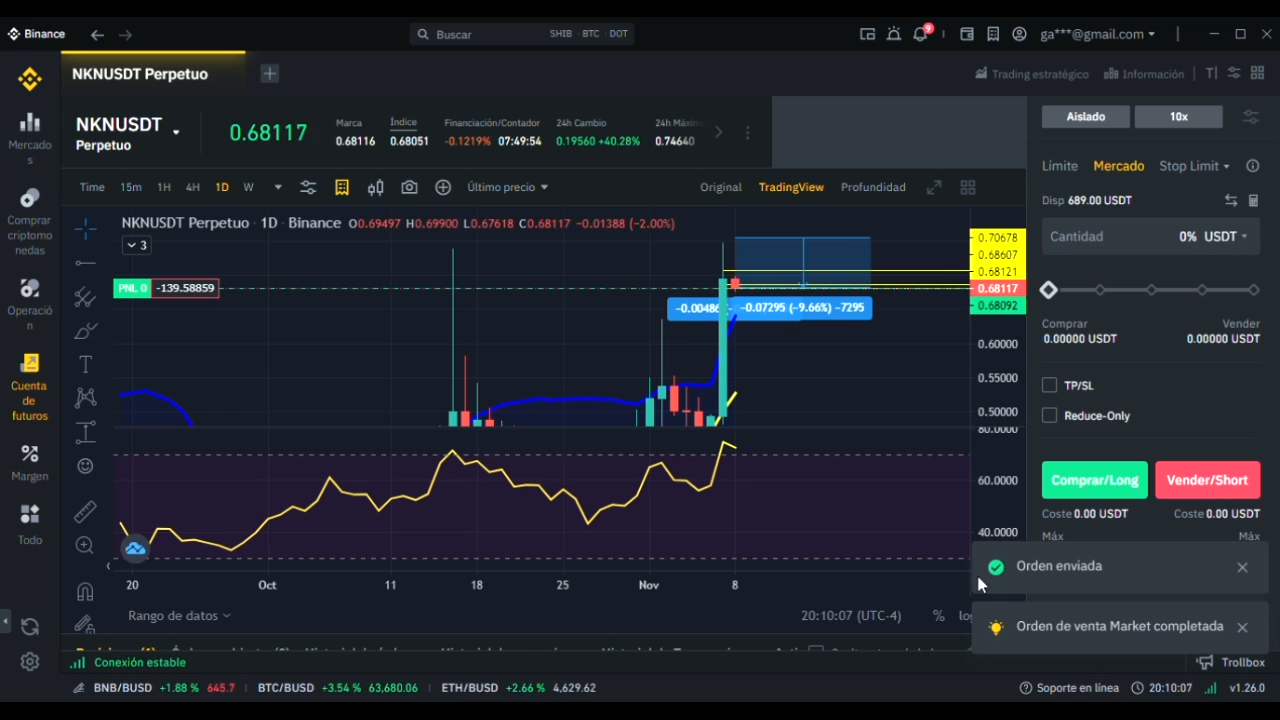 Binance
Buscar SHIB · BTC · DOT
9
ga***@gmail.com
NKNUSDT Perpetuo
Trading estratégico
Información
NKNUSDT
Perpetuo
0.68117
Marca
0.68116
Índice
0.68051
Financiación/Contador
-0.1219% 07:49:54
24h Cambio
0.19560 +40.28%
24h Máximo
0.74640
Time 15m 1H 4H 1D W
Último precio
Original TradingView Profundidad
NKNUSDT Perpetuo · 1D · Binance O0.69497 H0.69900 L0.67618 C0.68117 -0.01388 (-2.00%)
3
PNL 0 -139.58859
-0.00486
-0.07295 (-9.66%) -7295
0.70678
0.68607
0.68121
0.68117
0.68092
0.60000
0.55000
0.50000
80.0000
60.0000
40.0000
20 Oct 11 18 25 Nov 8
Rango de datos
20:10:07 (UTC-4) % log
Mercado
s
Comprar
criptomo
nedas
Operació
n
Cuenta
de
futuros
Margen
Todo
Aislado 10x
Límite Mercado Stop Limit
Disp 689.00 USDT
Cantidad 0% USDT
Comprar Vender
0.00000 USDT 0.00000 USDT
TP/SL
Reduce-Only
Comprar/Long Vender/Short
Coste 0.00 USDT Coste 0.00 USDT
Máx Máx
Orden enviada
Orden de venta Market completada
Conexión estable
Trollbox
BNB/BUSD +1.88 % 645.7 BTC/BUSD +3.54 % 63,680.06 ETH/BUSD +2.66 % 4,629.62
Soporte en línea 20:10:07 v1.26.0